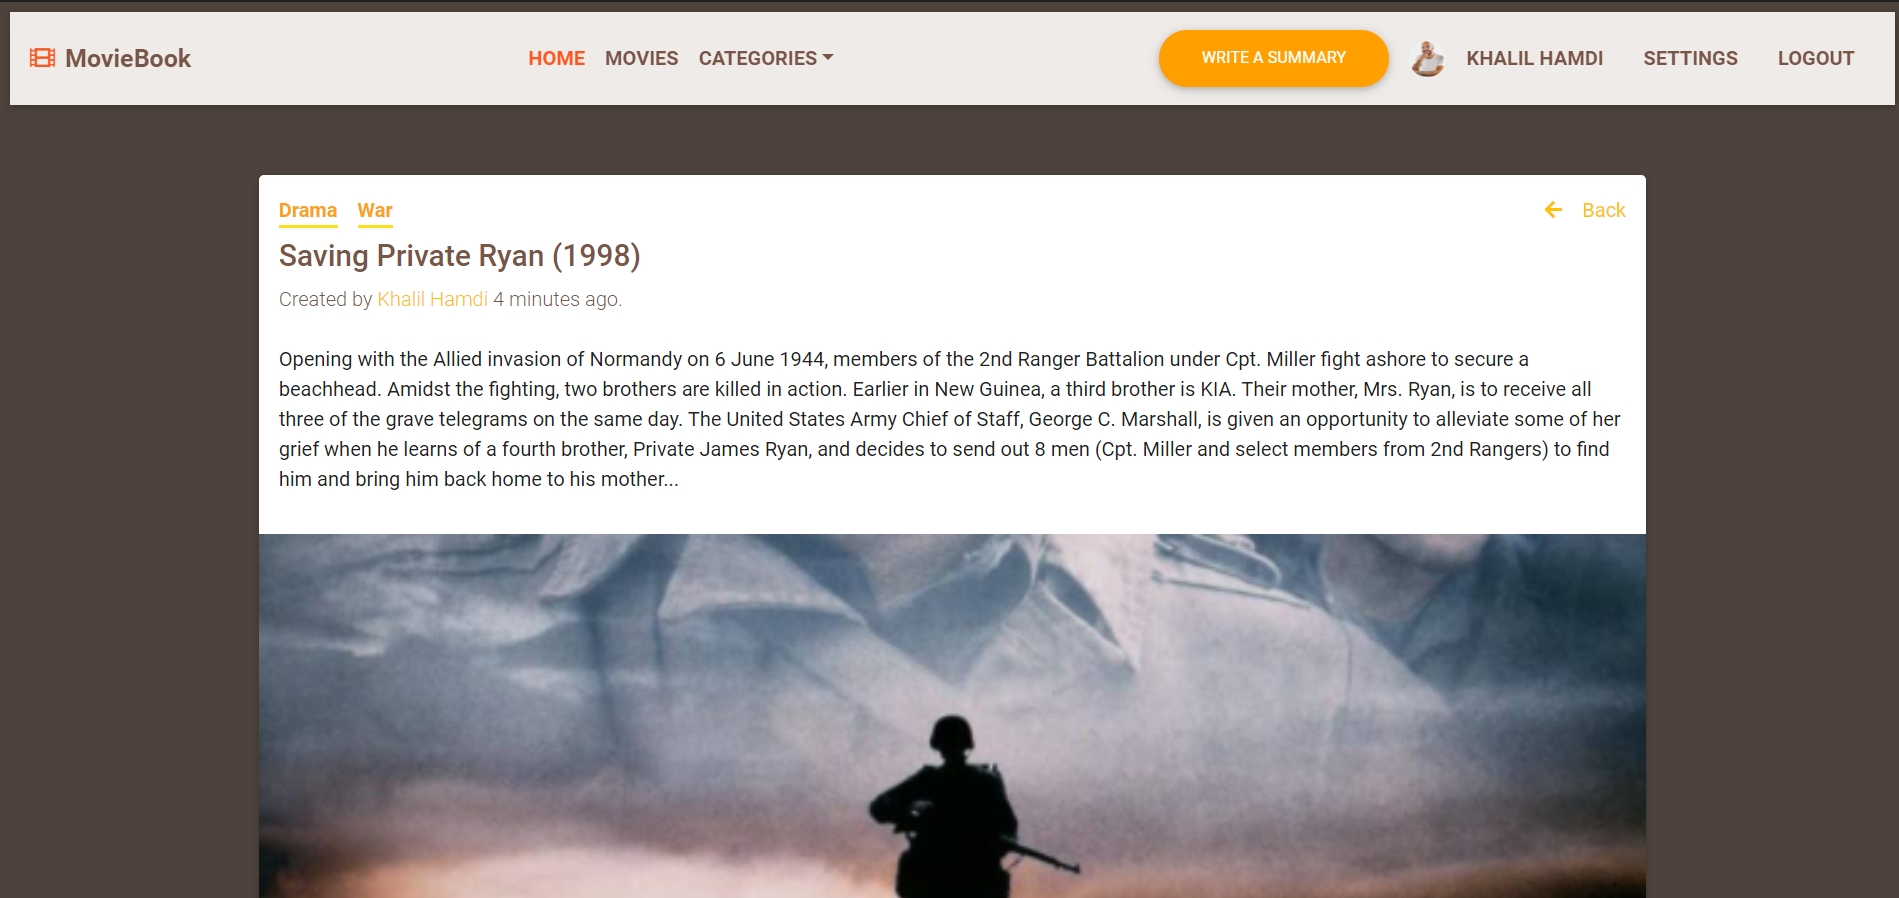 MovieBook
HOME MOVIES CATEGORIES
WRITE A SUMMARY
KHALIL HAMDI SETTINGS LOGOUT
Drama War
Back
Saving Private Ryan (1998)
Created by Khalil Hamdi 4 minutes ago.
Opening with the Allied invasion of Normandy on 6 June 1944, members of the 2nd Ranger Battalion under Cpt. Miller fight ashore to secure a
beachhead. Amidst the fighting, two brothers are killed in action. Earlier in New Guinea, a third brother is KIA. Their mother, Mrs. Ryan, is to receive all
three of the grave telegrams on the same day. The United States Army Chief of Staff, George C. Marshall, is given an opportunity to alleviate some of her
grief when he learns of a fourth brother, Private James Ryan, and decides to send out 8 men (Cpt. Miller and select members from 2nd Rangers) to find
him and bring him back home to his mother...